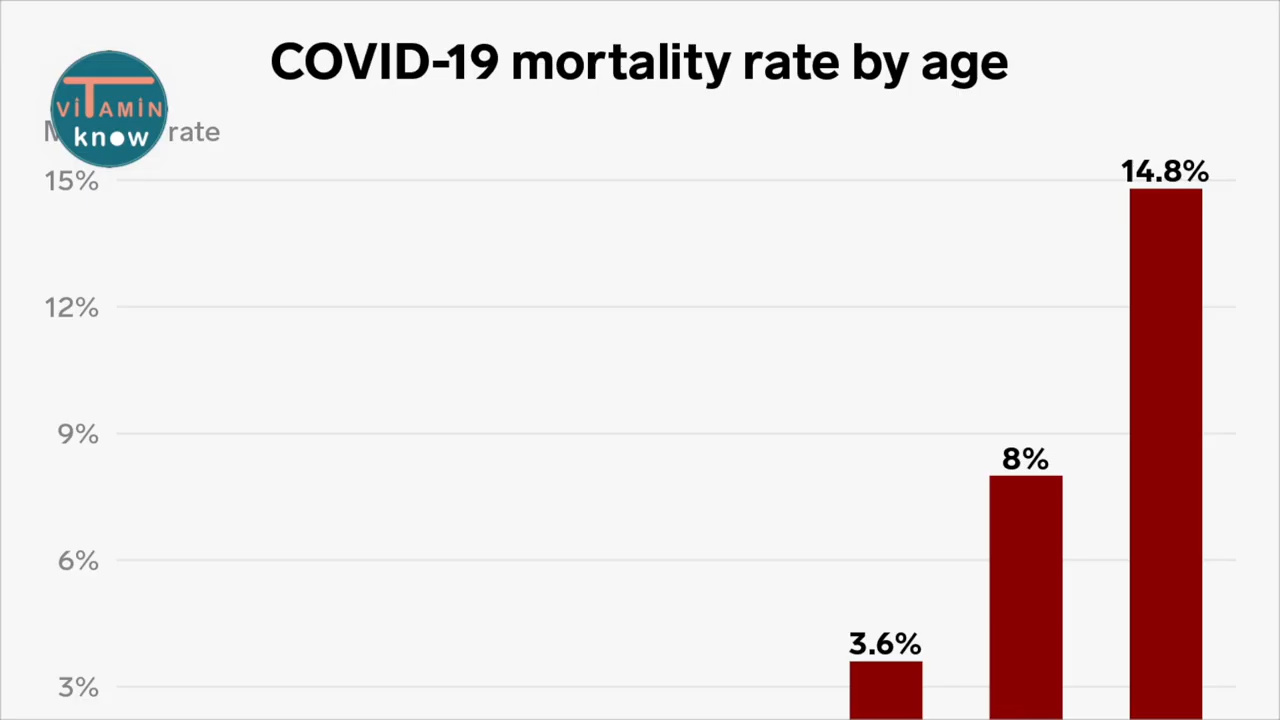 COVID-19 mortality rate by age
ViTAMiN
know
rate
15%
14.8%
12%
9%
8%
6%
3.6%
3%